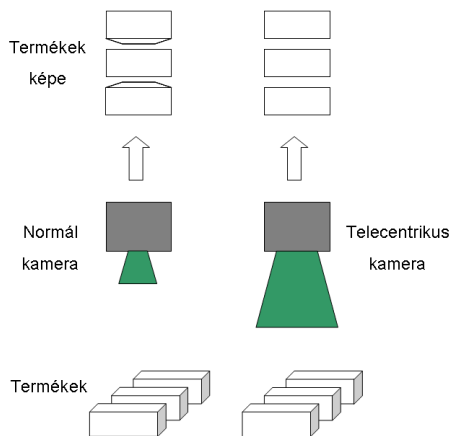 Termékek
képe
Normál
kamera
Telecentrikus
kamera
Termékek